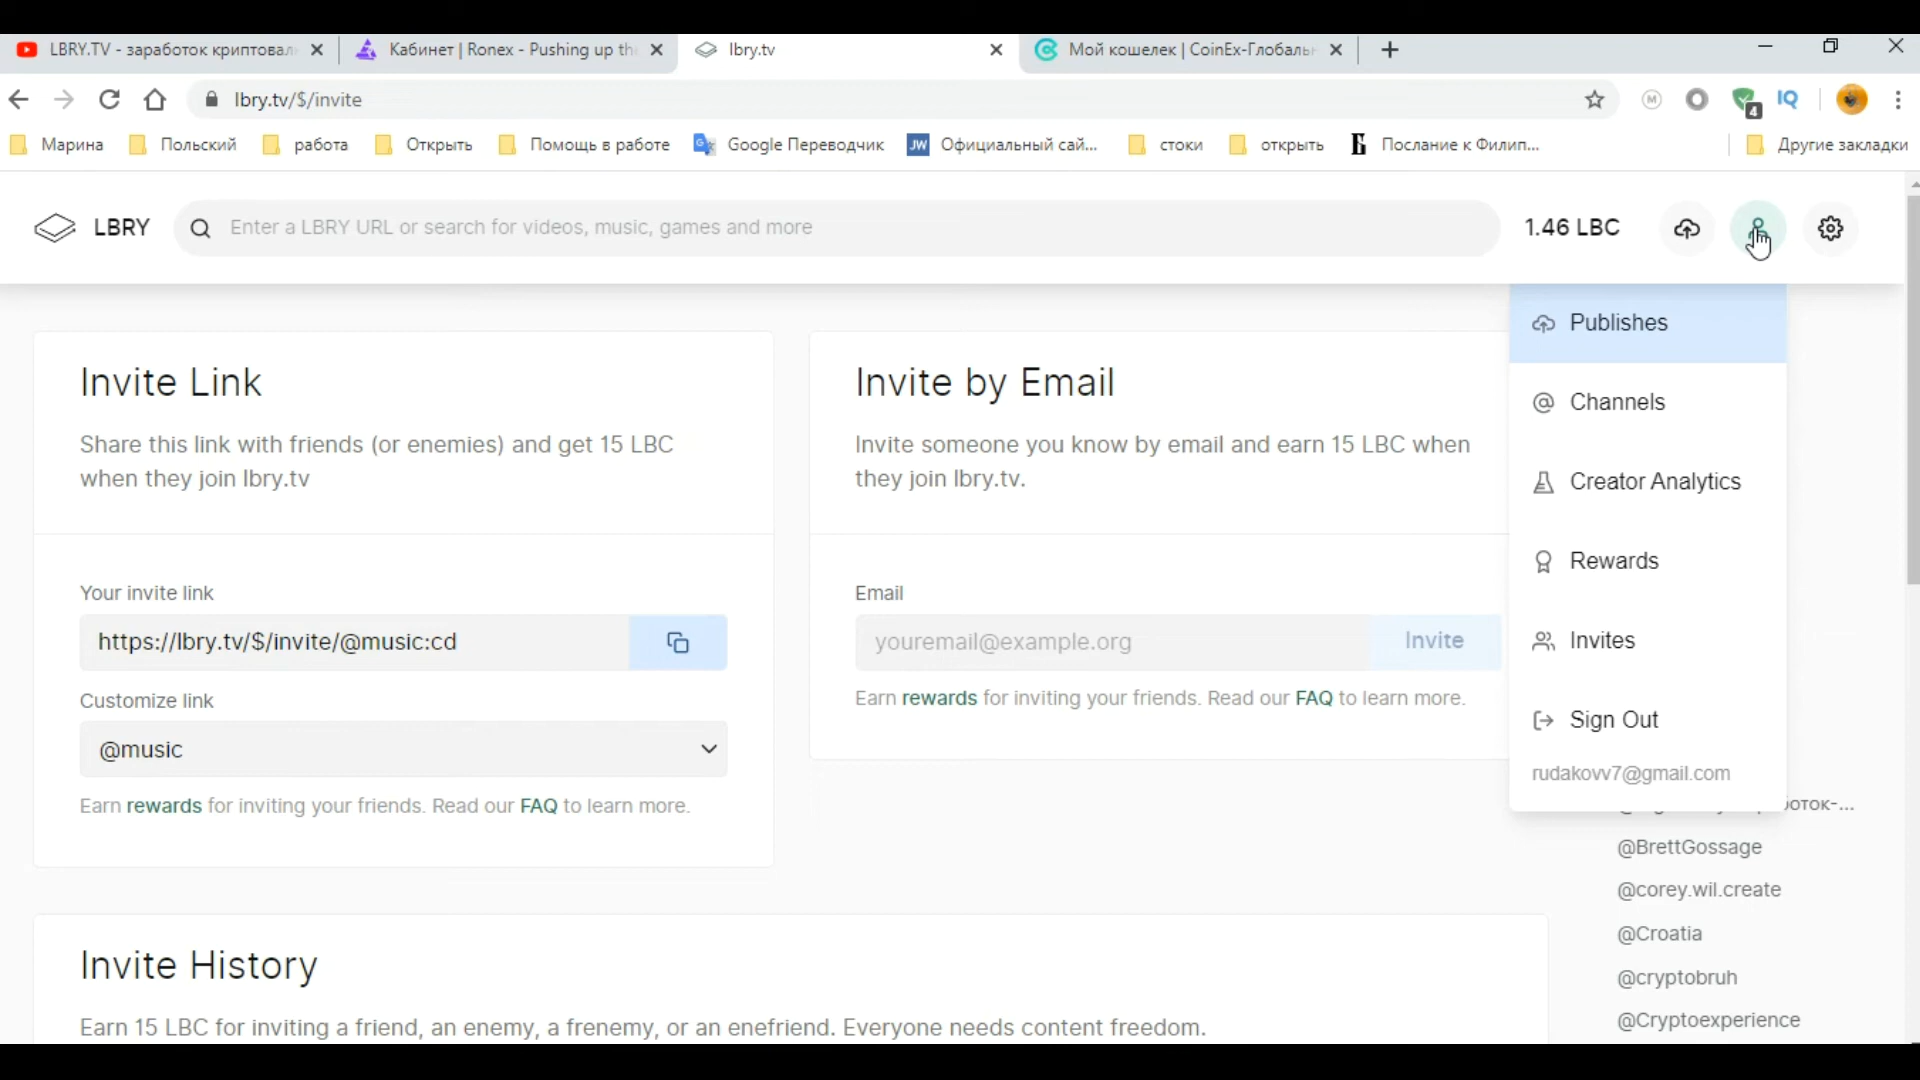 LBRY.TV - заработок криптовал
Кабинет | Ronex - Pushing up th
lbry.tv
Мой кошелек | CoinEx-Глобаль
lbry.tv/$/invite
4
IQ
Марина
Польский
работа
Открыть
Помощь в работе
Google Переводчик
JW
Официальный сай...
стоки
открыть
Послание к Филип...
Другие закладки
LBRY
Enter a LBRY URL or search for videos, music, games and more
1.46 LBC
Invite Link
Share this link with friends (or enemies) and get 15 LBC
when they join lbry.tv
Your invite link
https://lbry.tv/$/invite/@music:cd
Customize link
@music
Earn rewards for inviting your friends. Read our FAQ to learn more.
Invite by Email
Invite someone you know by email and earn 15 LBC when
they join lbry.tv.
Email
youremail@example.org
Invite
Earn rewards for inviting your friends. Read our FAQ to learn more.
Publishes
Channels
Creator Analytics
Rewards
Invites
Sign Out
rudakovv7@gmail.com
@BrettGossage
@corey.wil.create
@Croatia
@cryptobruh
@Cryptoexperience
Invite History
Earn 15 LBC for inviting a friend, an enemy, a frenemy, or an enefriend. Everyone needs content freedom.